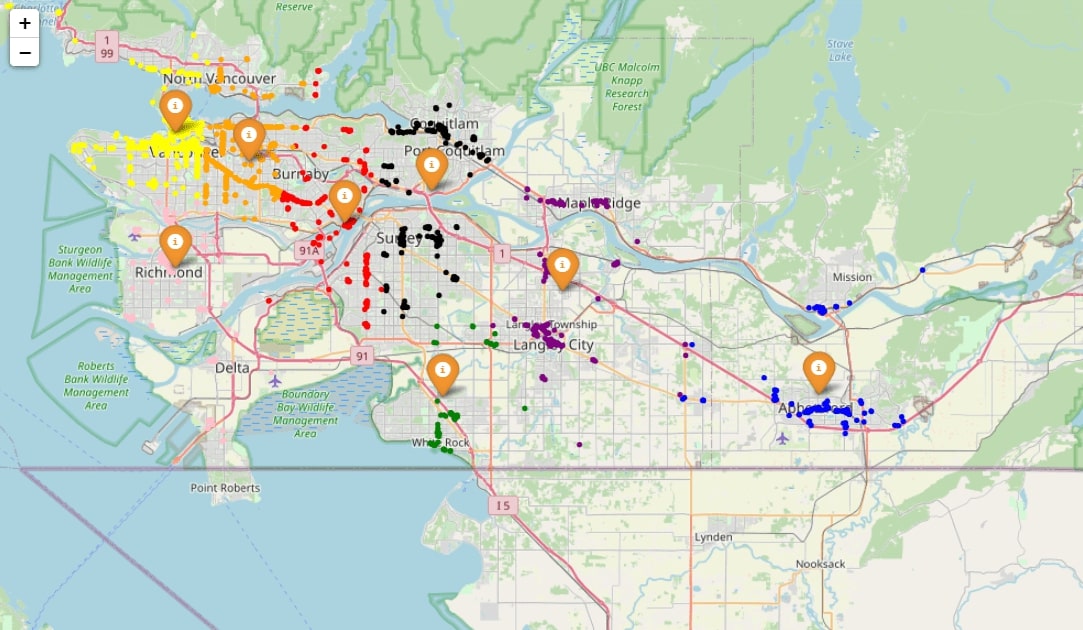 Reserve
+
−
1
99
North Vancouver
UBC Malcolm
Knapp
Research
Forest
Stave
Lake
Coquitlam
Port Coquitlam
Burnaby
Maple Ridge
Surrey
91A
1
Sturgeon
Bank Wildlife
Management
Area
Richmond
Mission
Langley Township
Langley City
91
Delta
Roberts
Bank Wildlife
Management
Area
Boundary
Bay Wildlife
Management
Area
Abbotsford
White Rock
Point Roberts
I 5
Lynden
Nooksack